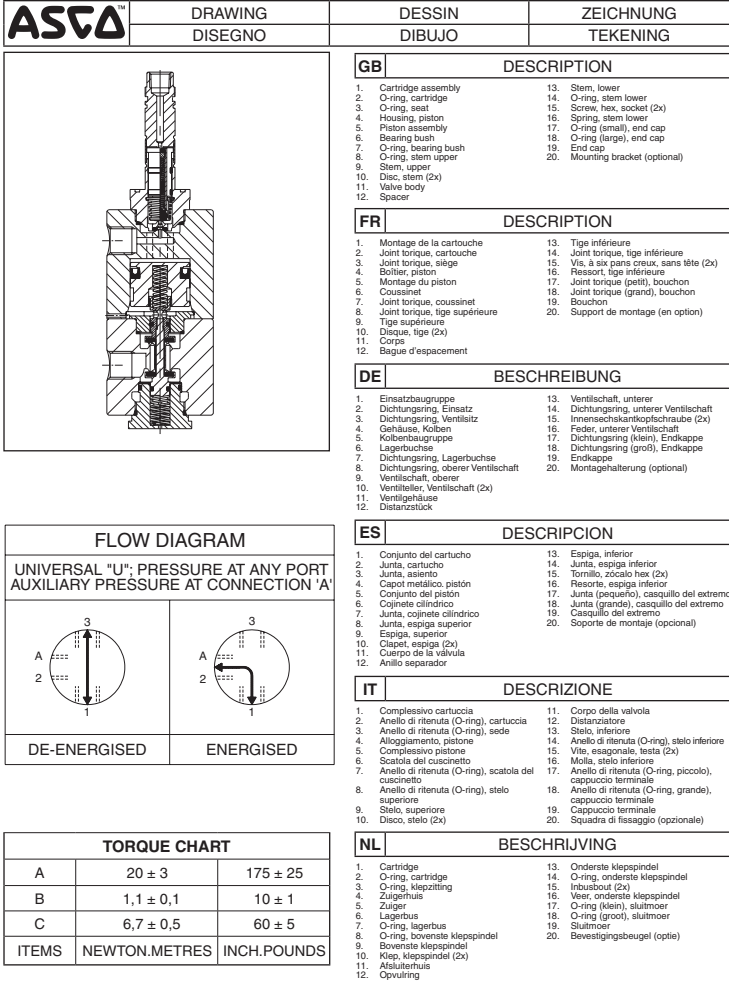 ASCO™
DRAWING DESSIN ZEICHNUNG
DISEGNO DIBUJO TEKENING
GB DESCRIPTION
1. Cartridge assembly
2. O-ring, cartridge
3. O-ring, seat
4. Housing, piston
5. Piston assembly
6. Bearing bush
7. O-ring, bearing bush
8. O-ring, stem upper
9. Stem, upper
10. Disc, stem (2x)
11. Valve body
12. Spacer
13. Stem, lower
14. O-ring, stem lower
15. Screw, hex, socket (2x)
16. Spring, stem lower
17. O-ring (small), end cap
18. O-ring (large), end cap
19. End cap
20. Mounting bracket (optional)
FR DESCRIPTION
1. Montage de la cartouche
2. Joint torique, cartouche
3. Joint torique, siège
4. Boîtier, piston
5. Montage du piston
6. Coussinet
7. Joint torique, coussinet
8. Joint torique, tige supérieure
9. Tige supérieure
10. Disque, tige (2x)
11. Corps
12. Bague d'espacement
13. Tige inférieure
14. Joint torique, tige inférieure
15. Vis, à six pans creux, sans tête (2x)
16. Ressort, tige inférieure
17. Joint torique (petit), bouchon
18. Joint torique (grand), bouchon
19. Bouchon
20. Support de montage (en option)
DE BESCHREIBUNG
1. Einsatzbaugruppe
2. Dichtungsring, Einsatz
3. Dichtungsring, Ventilsitz
4. Gehäuse, Kolben
5. Kolbenbaugruppe
6. Lagerbuchse
7. Dichtungsring, Lagerbuchse
8. Dichtungsring, oberer Ventilschaft
9. Ventilschaft, oberer
10. Ventilteller, Ventilschaft (2x)
11. Ventilgehäuse
12. Distanzstück
13. Ventilschaft, unterer
14. Dichtungsring, unterer Ventilschaft
15. Innensechskantkopfschraube (2x)
16. Feder, unterer Ventilschaft
17. Dichtungsring (klein), Endkappe
18. Dichtungsring (groß), Endkappe
19. Endkappe
20. Montagehalterung (optional)
FLOW DIAGRAM
UNIVERSAL "U"; PRESSURE AT ANY PORT
AUXILIARY PRESSURE AT CONNECTION 'A'
3 3
A A
2 2
1 1
DE-ENERGISED ENERGISED
ES DESCRIPCION
1. Conjunto del cartucho
2. Junta, cartucho
3. Junta, asiento
4. Capot metálico. pistón
5. Conjunto del pistón
6. Cojinete cilíndrico
7. Junta, cojinete cilíndrico
8. Junta, espiga superior
9. Espiga, superior
10. Clapet, espiga (2x)
11. Cuerpo de la válvula
12. Anillo separador
13. Espiga, inferior
14. Junta, espiga inferior
15. Tornillo, zócalo hex (2x)
16. Resorte, espiga inferior
17. Junta (pequeño), casquillo del extremo
18. Junta (grande), casquillo del extremo
19. Casquillo del extremo
20. Soporte de montaje (opcional)
IT DESCRIZIONE
1. Complessivo cartuccia
2. Anello di ritenuta (O-ring), cartuccia
3. Anello di ritenuta (O-ring), sede
4. Alloggiamento, pistone
5. Complessivo pistone
6. Scatola del cuscinetto
7. Anello di ritenuta (O-ring), scatola del
cuscinetto
8. Anello di ritenuta (O-ring), stelo
superiore
9. Stelo, superiore
10. Disco, stelo (2x)
11. Corpo della valvola
12. Distanziatore
13. Stelo, inferiore
14. Anello di ritenuta (O-ring), stelo inferiore
15. Vite, esagonale, testa (2x)
16. Molla, stelo inferiore
17. Anello di ritenuta (O-ring, piccolo),
cappuccio terminale
18. Anello di ritenuta (O-ring, grande),
cappuccio terminale
19. Cappuccio terminale
20. Squadra di fissaggio (opzionale)
TORQUE CHART
A 20 ± 3 175 ± 25
B 1,1 ± 0,1 10 ± 1
C 6,7 ± 0,5 60 ± 5
ITEMS NEWTON.METRES INCH.POUNDS
NL BESCHRIJVING
1. Cartridge
2. O-ring, cartridge
3. O-ring, klepzitting
4. Zuigerhuis
5. Zuiger
6. Lagerbus
7. O-ring, lagerbus
8. O-ring, bovenste klepspindel
9. Bovenste klepspindel
10. Klep, klepspindel (2x)
11. Afsluiterhuis
12. Opvulring
13. Onderste klepspindel
14. O-ring, onderste klepspindel
15. Inbusbout (2x)
16. Veer, onderste klepspindel
17. O-ring (klein), sluitmoer
18. O-ring (groot), sluitmoer
19. Sluitmoer
20. Bevestigingsbeugel (optie)